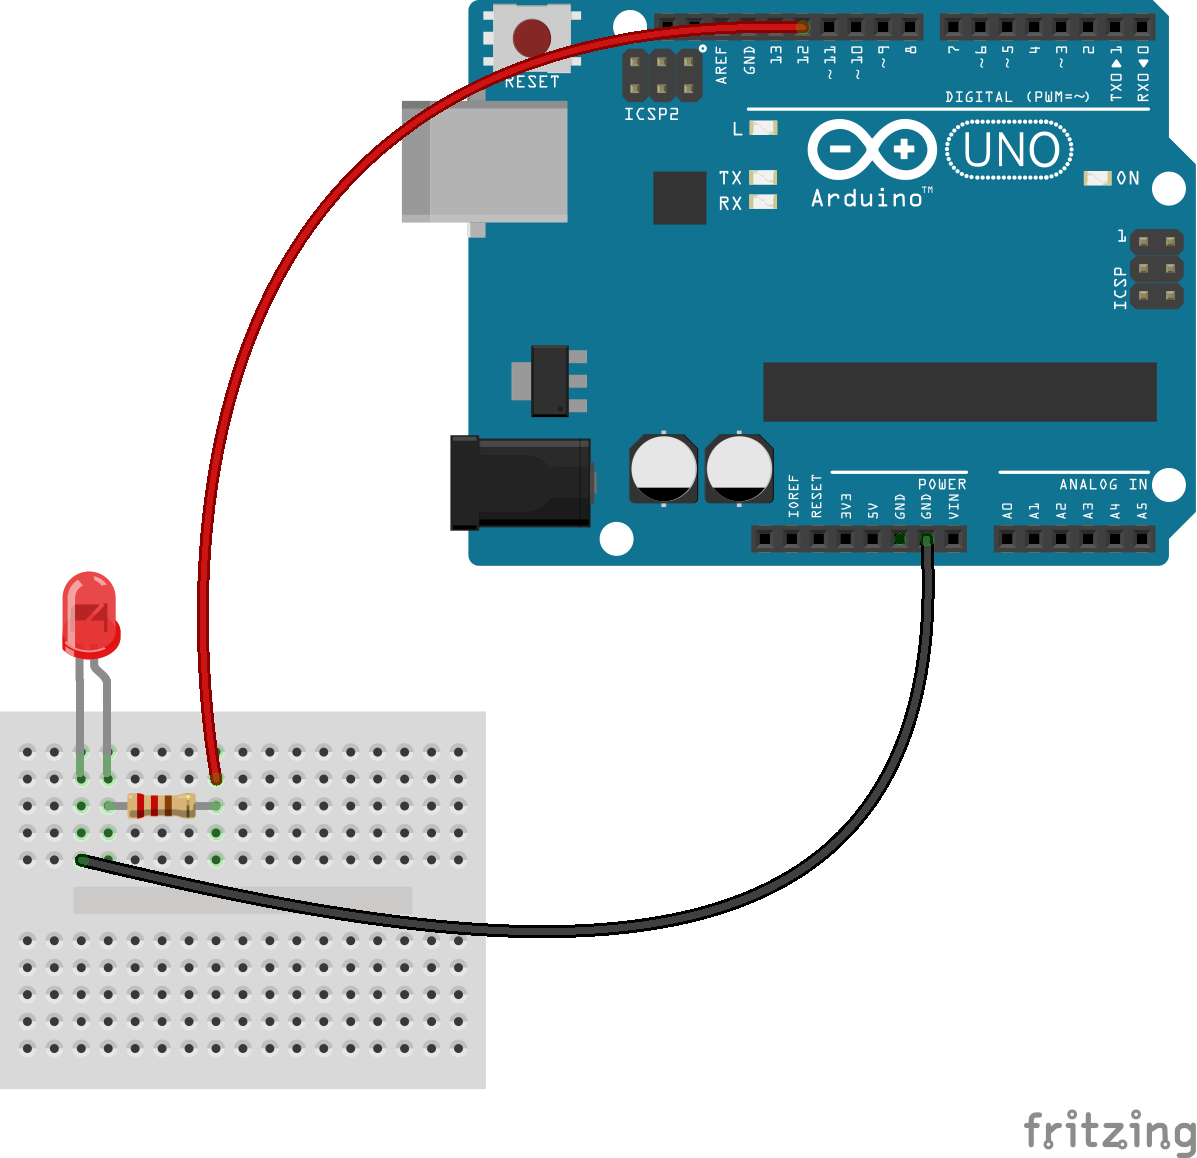 RESET
ICSP2
AREF
GND
13
12
~11
~10
~9
8
7
~6
~5
4
~3
2
TX0▶1
RX0◀0
DIGITAL (PWM=~)
L
TX
RX
Arduino™
UNO
ON
1
ICSP
IOREF
RESET
3V3
5V
GND
GND
VIN
POWER
ANALOG IN
A0
A1
A2
A3
A4
A5
fritzing